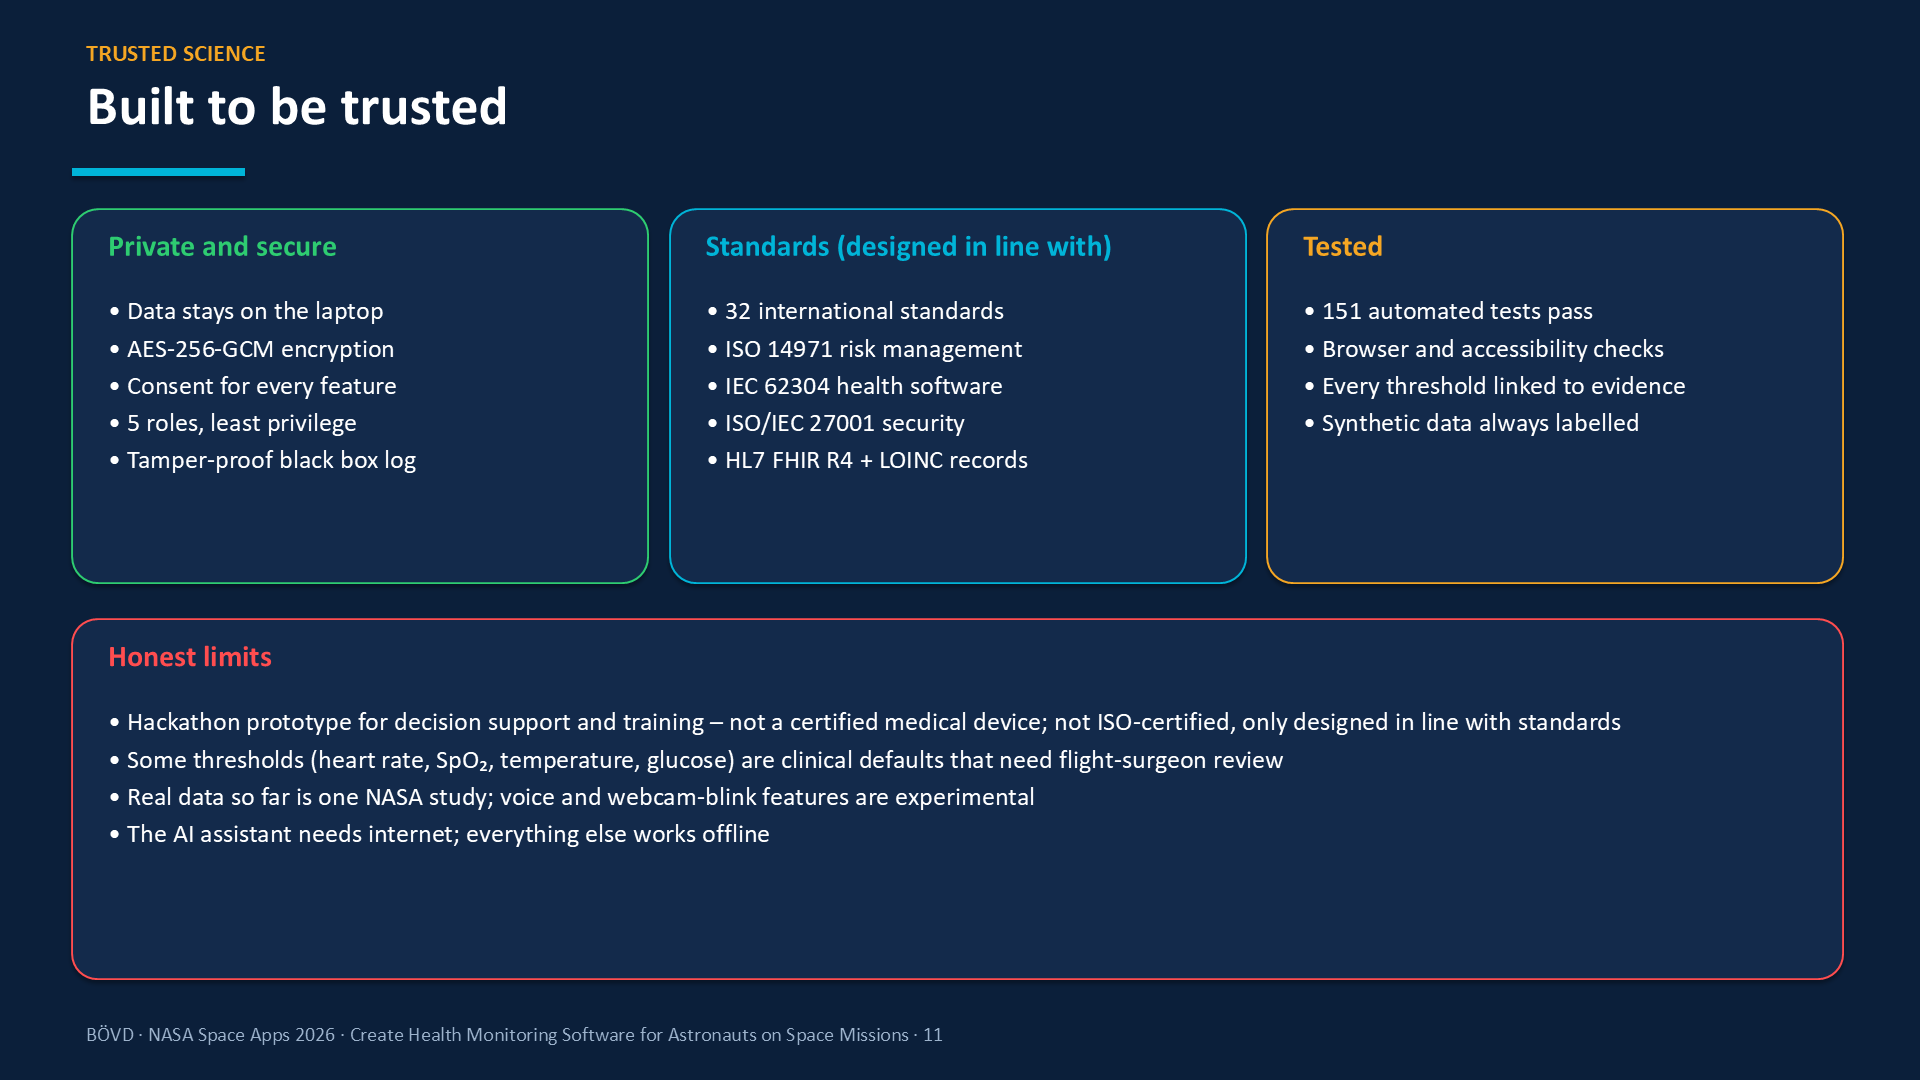 TRUSTED SCIENCE
Built to be trusted
Private and secure
• Data stays on the laptop
• AES-256-GCM encryption
• Consent for every feature
• 5 roles, least privilege
• Tamper-proof black box log
Standards (designed in line with)
• 32 international standards
• ISO 14971 risk management
• IEC 62304 health software
• ISO/IEC 27001 security
• HL7 FHIR R4 + LOINC records
Tested
• 151 automated tests pass
• Browser and accessibility checks
• Every threshold linked to evidence
• Synthetic data always labelled
Honest limits
• Hackathon prototype for decision support and training – not a certified medical device; not ISO-certified, only designed in line with standards
• Some thresholds (heart rate, SpO₂, temperature, glucose) are clinical defaults that need flight-surgeon review
• Real data so far is one NASA study; voice and webcam-blink features are experimental
• The AI assistant needs internet; everything else works offline
BÖVD · NASA Space Apps 2026 · Create Health Monitoring Software for Astronauts on Space Missions · 11